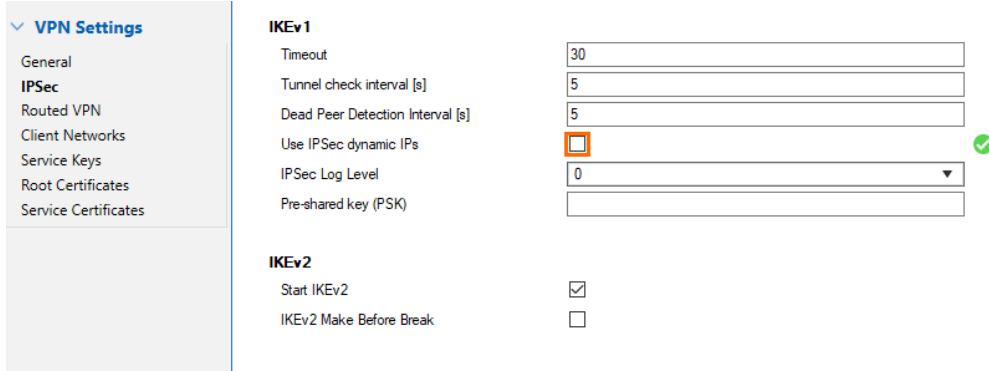 VPN Settings
General
IPSec
Routed VPN
Client Networks
Service Keys
Root Certificates
Service Certificates
IKEv1
Timeout 30
Tunnel check interval [s] 5
Dead Peer Detection Interval [s] 5
Use IPSec dynamic IPs
IPSec Log Level 0
Pre-shared key (PSK)
IKEv2
Start IKEv2
IKEv2 Make Before Break